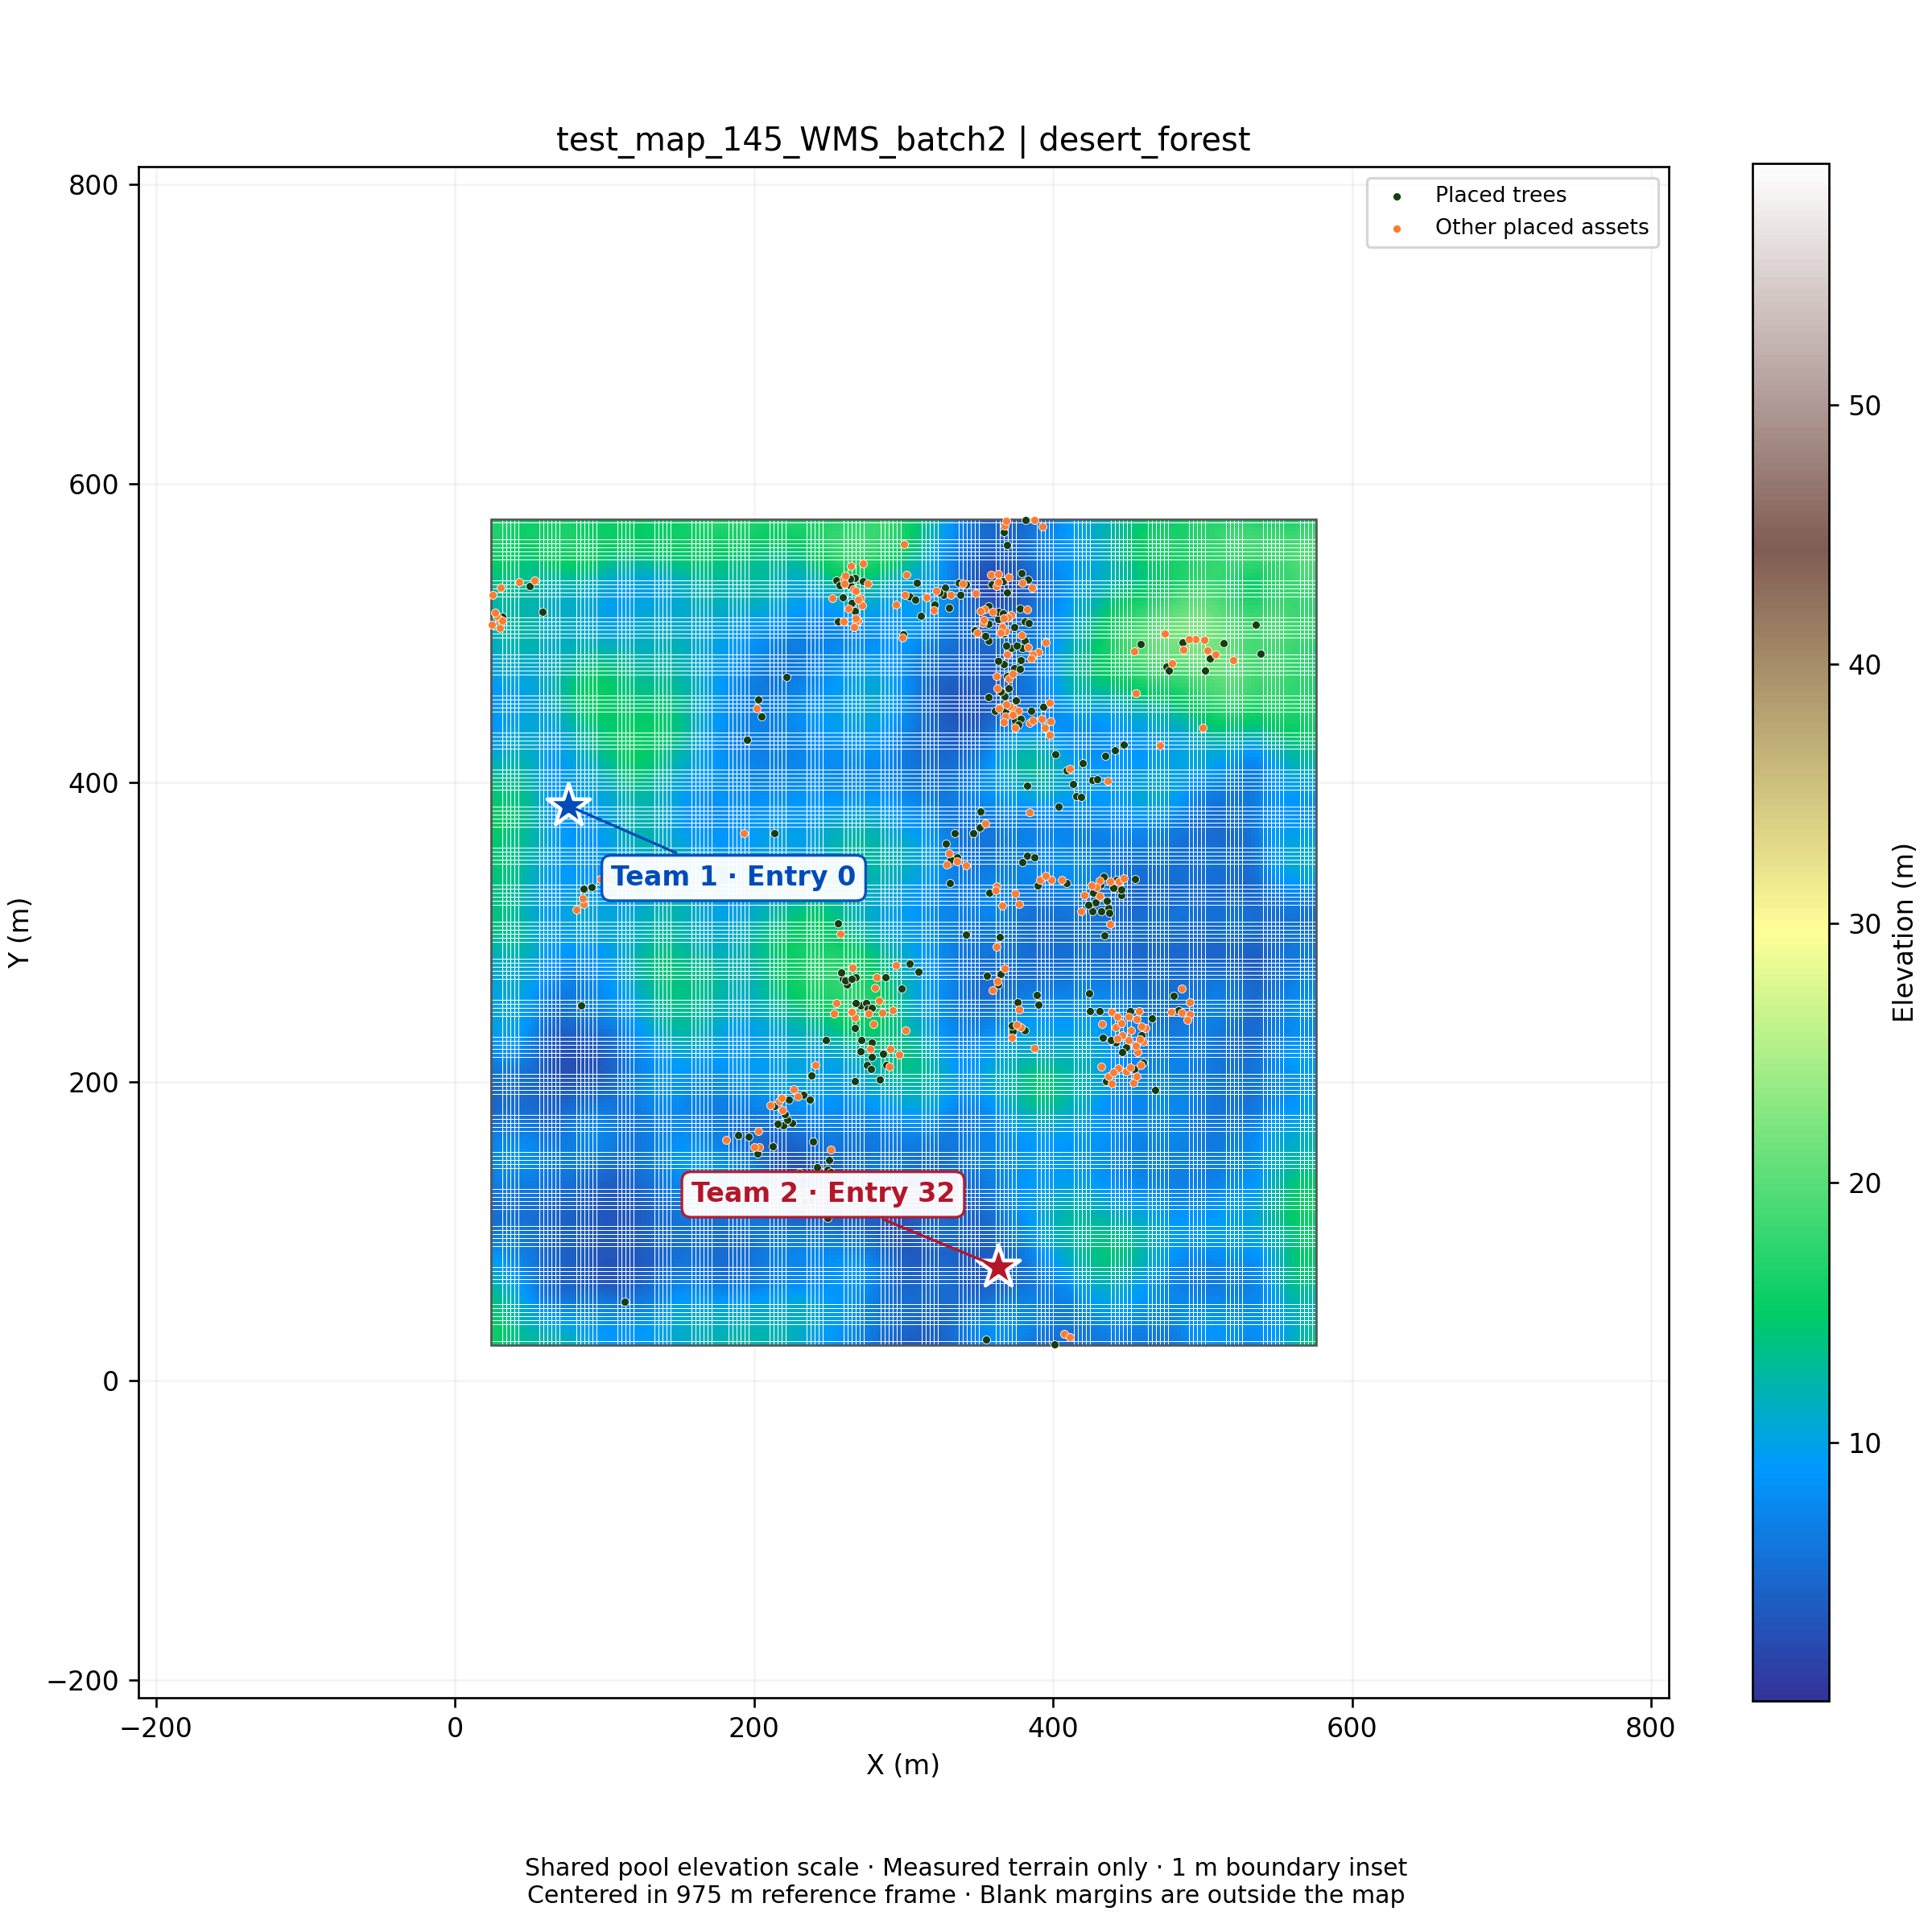 test_map_145_WMS_batch2 | desert_forest
800
600
400
200
0
−200
Y (m)
Placed trees
Other placed assets
Team 1 · Entry 0
Team 2 · Entry 32
−200
0
200
400
600
800
X (m)
50
40
30
20
10
Elevation (m)
Shared pool elevation scale · Measured terrain only · 1 m boundary inset
Centered in 975 m reference frame · Blank margins are outside the map